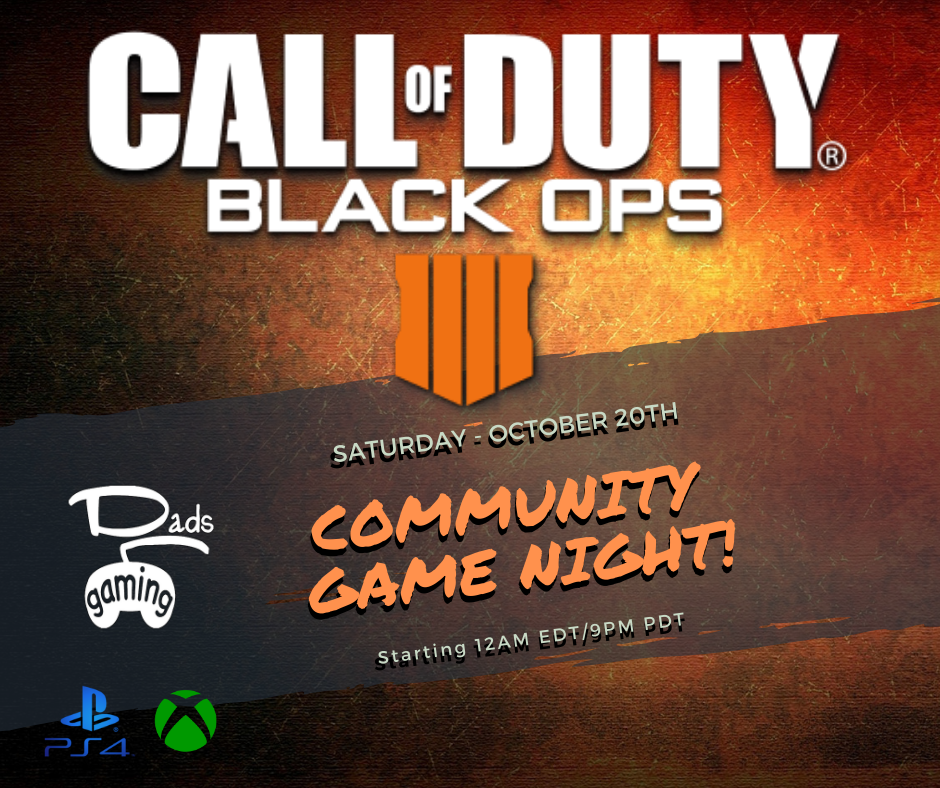 CALL OF DUTY®
BLACK OPS
IIII
SATURDAY - OCTOBER 20TH
COMMUNITY
GAME NIGHT!
Starting 12AM EDT/9PM PDT
Dads
gaming
PS4